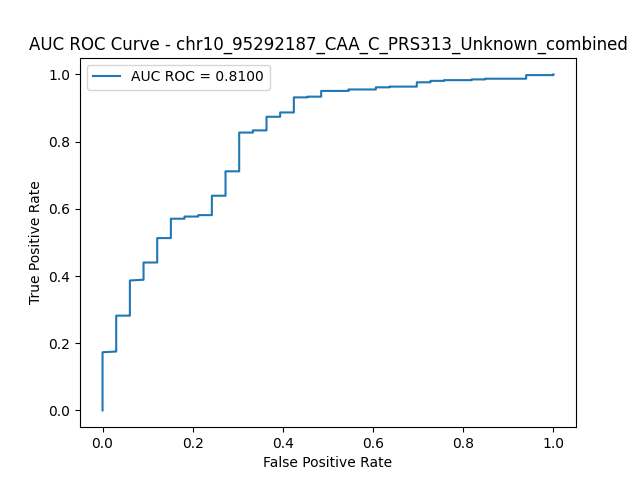 AUC ROC Curve - chr10_95292187_CAA_C_PRS313_Unknown_combined
AUC ROC = 0.8100
1.0
0.8
0.6
0.4
0.2
0.0
True Positive Rate
0.0 0.2 0.4 0.6 0.8 1.0
False Positive Rate